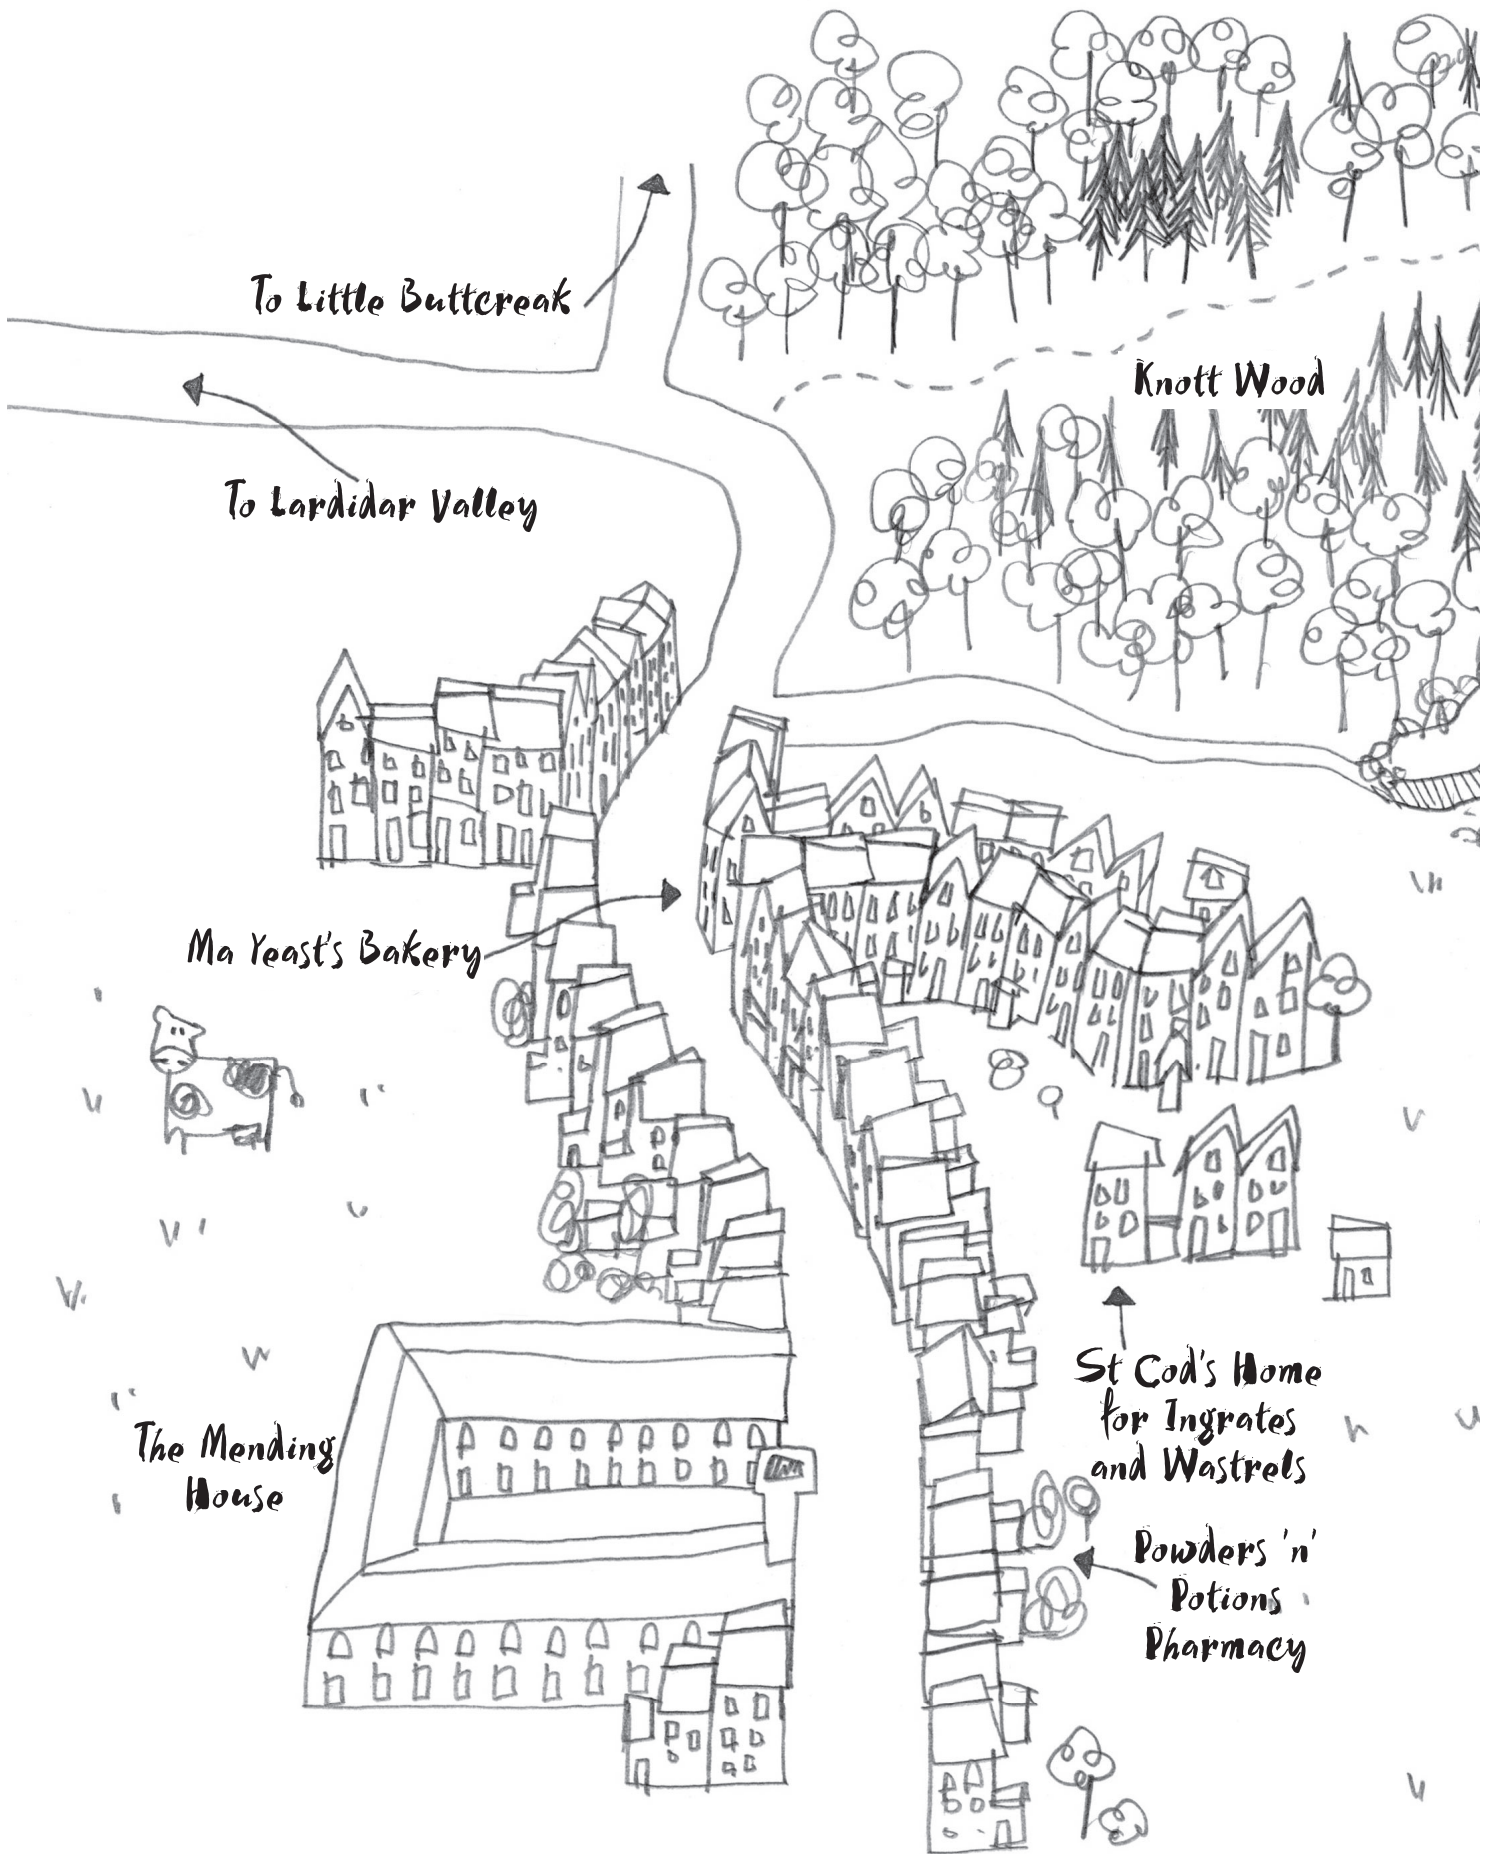 To Little Buttcreak
Knott Wood
To Lardidar Valley
Ma Yeast's Bakery
St Cod's Home
for Ingrates
and Wastrels
The Mending
House
Powders 'n'
Potions
Pharmacy